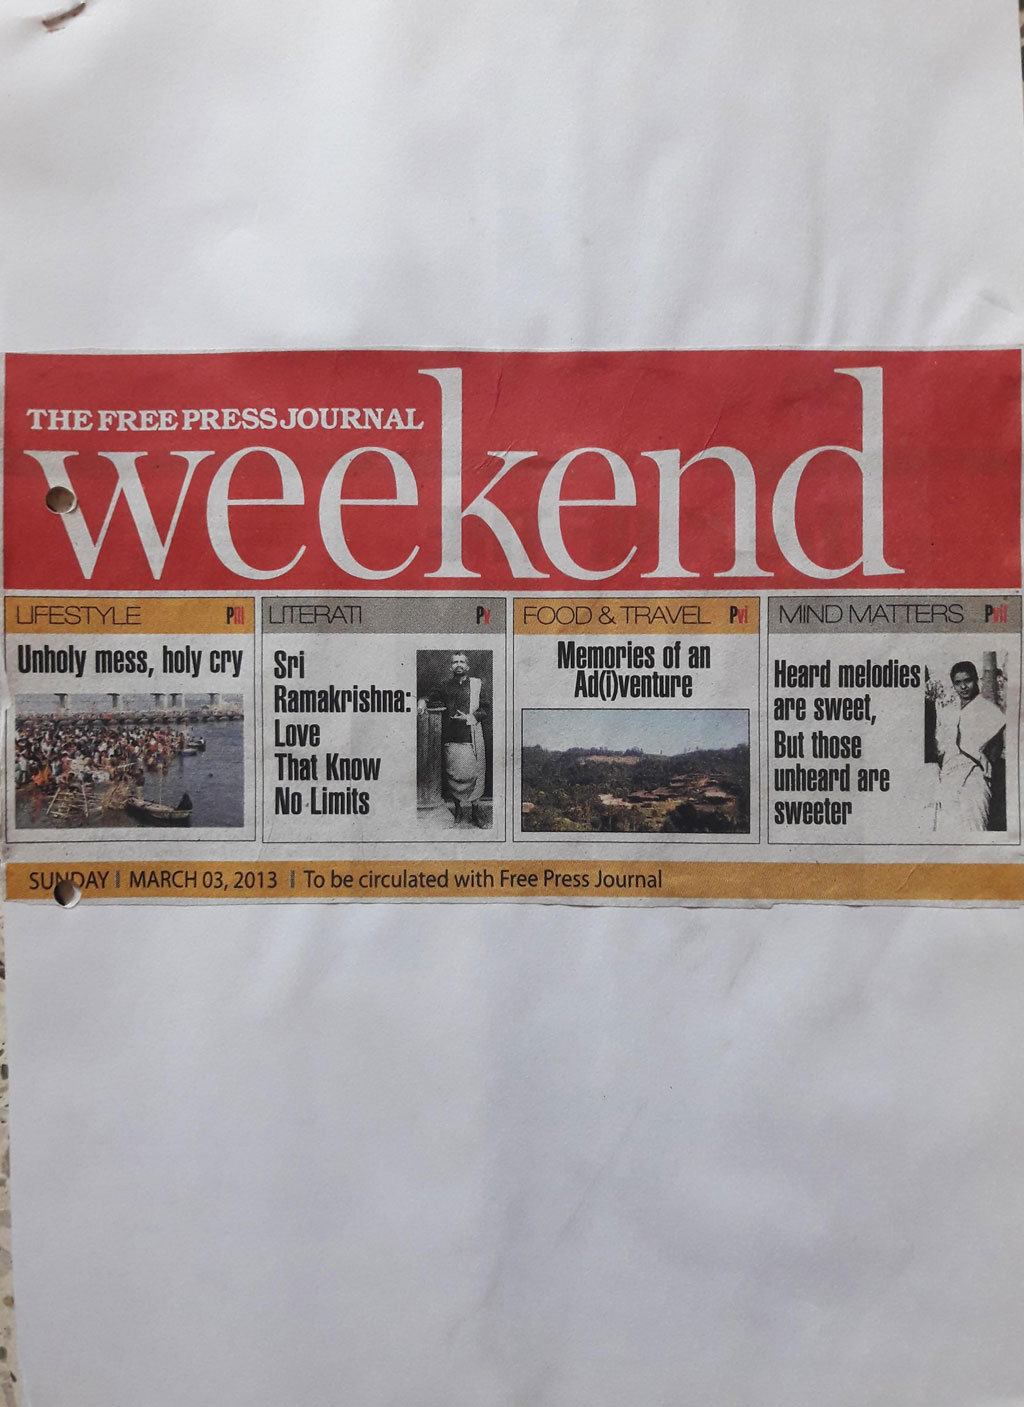 THE FREE PRESS JOURNAL
weekend
LIFESTYLE Piii
Unholy mess, holy cry
LITERATI Pv
Sri
Ramakrishna:
Love
That Know
No Limits
FOOD & TRAVEL Pvi
Memories of an
Ad(i)venture
MIND MATTERS Pvii
Heard melodies
are sweet,
But those
unheard are
sweeter
SUNDAY | MARCH 03, 2013 | To be circulated with Free Press Journal